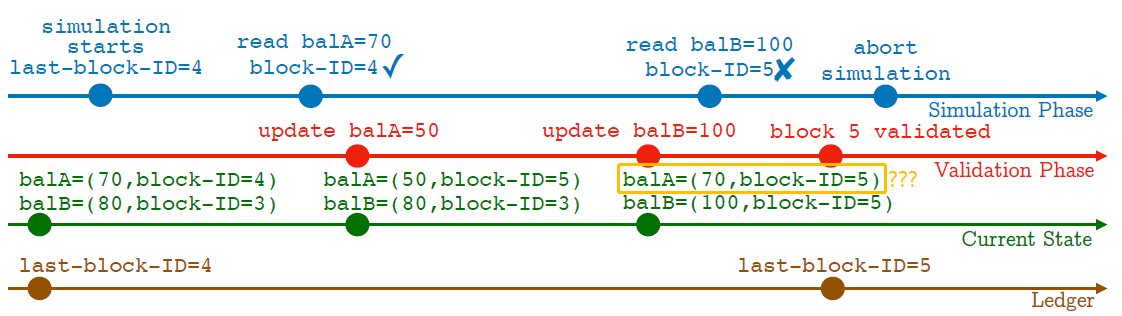 simulation
starts
last-block-ID=4
read balA=70
block-ID=4✓
read balB=100
block-ID=5✘
abort
simulation
Simulation Phase
update balA=50
update balB=100
block 5 validated
Validation Phase
balA=(70,block-ID=4)
balB=(80,block-ID=3)
balA=(50,block-ID=5)
balB=(80,block-ID=3)
balA=(70,block-ID=5)???
balB=(100,block-ID=5)
Current State
last-block-ID=4
last-block-ID=5
Ledger